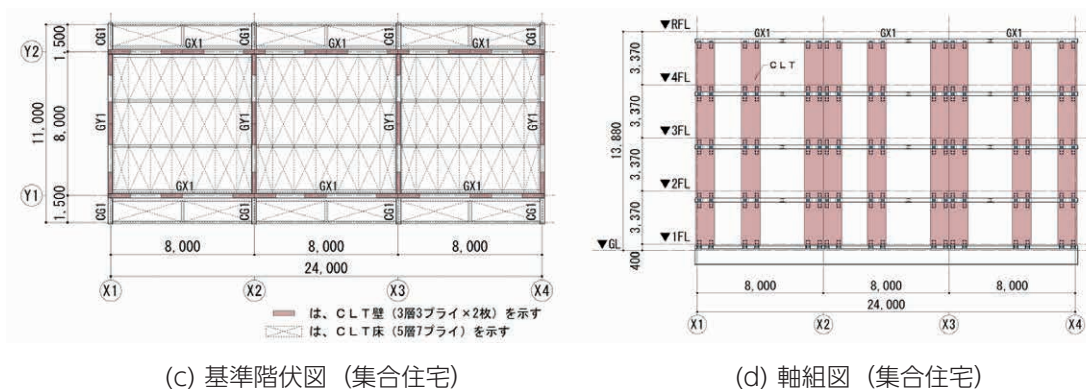 CG1
GX1
CG1
GX1
CG1
GX1
CG1
Y2
1,500
11,000
8,000
GY1
GY1
GY1
GY1
Y1
1,500
GX1
GX1
GX1
CG1
CG1
CG1
CG1
8,000
8,000
8,000
24,000
X1
X2
X3
X4
は、CLT壁（3層3プライ×2枚）を示す
は、CLT床（5層7プライ）を示す
(c) 基準階伏図（集合住宅）
▼RFL
GX1
GX1
GX1
3,370
CLT
▼4FL
3,370
▼3FL
13,880
3,370
▼2FL
3,370
▼1FL
▼GL
400
8,000
8,000
8,000
24,000
X1
X2
X3
X4
(d) 軸組図（集合住宅）